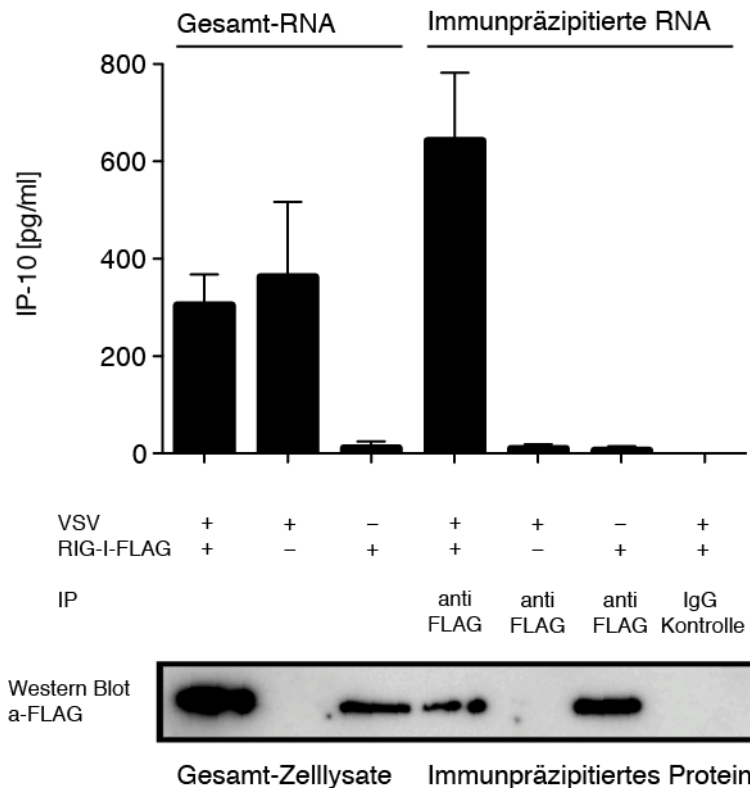 Gesamt-RNA Immunpräzipitierte RNA
800
600
400
200
0
IP-10 [pg/ml]
VSV + + – + + – +
RIG-I-FLAG + – + + – + +
IP anti FLAG anti FLAG anti FLAG IgG Kontrolle
Western Blot
a-FLAG
Gesamt-Zelllysate Immunpräzipitiertes Protein